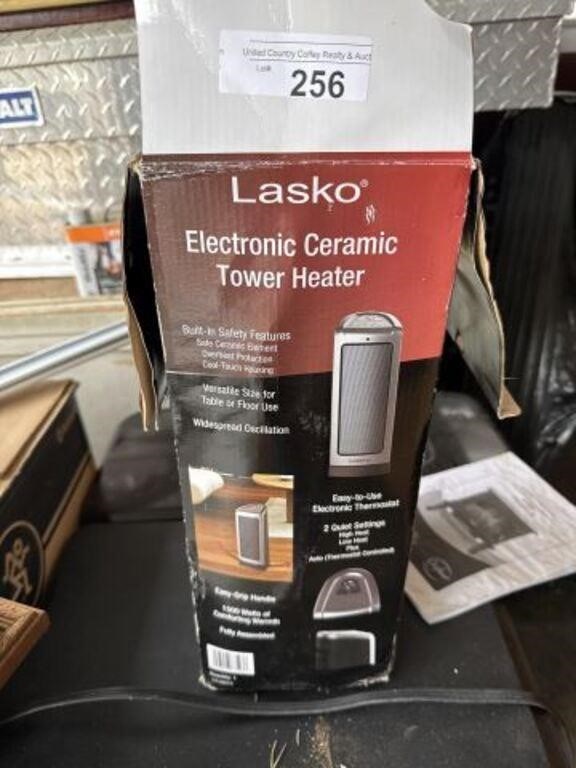 United Country Coffey Realty & Auct
Lot#
256
ALT
Lasko®
Electronic Ceramic
Tower Heater
Built-in Safety Features
Safe Ceramic Element
Overheat Protection
Cool-Touch Housing
Versatile Size for
Table or Floor Use
Widespread Oscillation
Easy-to-Use
Electronic Thermostat
2 Quiet Settings
High Heat
Low Heat
Plus
Auto (Thermostat Controlled)
Easy-Grip Handle
1500 Watts of
Comforting Warmth
Fully Assembled